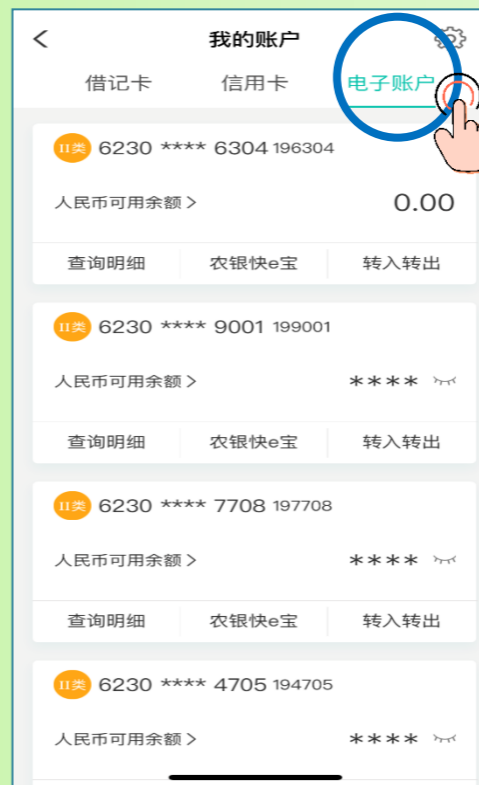 我的账户
借记卡 信用卡 电子账户
II类 6230 **** 6304 196304
人民币可用余额 > 0.00
查询明细 农银快e宝 转入转出
II类 6230 **** 9001 199001
人民币可用余额 > ****
查询明细 农银快e宝 转入转出
II类 6230 **** 7708 197708
人民币可用余额 > ****
查询明细 农银快e宝 转入转出
II类 6230 **** 4705 194705
人民币可用余额 > ****